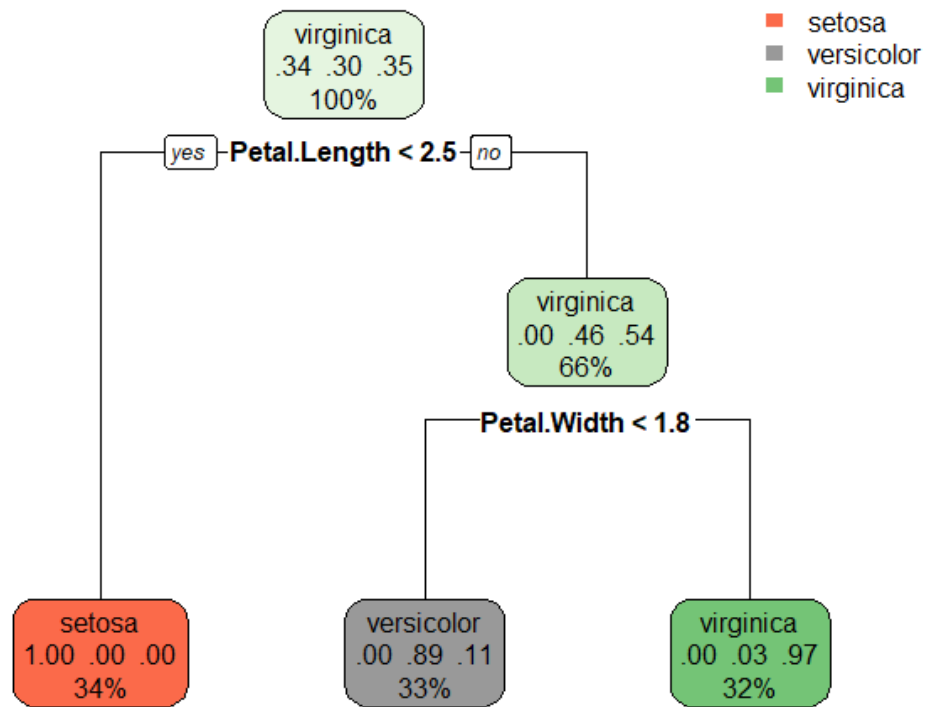 virginica
.34 .30 .35
100%
setosa
versicolor
virginica
yes Petal.Length < 2.5 no
virginica
.00 .46 .54
66%
Petal.Width < 1.8
setosa
1.00 .00 .00
34%
versicolor
.00 .89 .11
33%
virginica
.00 .03 .97
32%